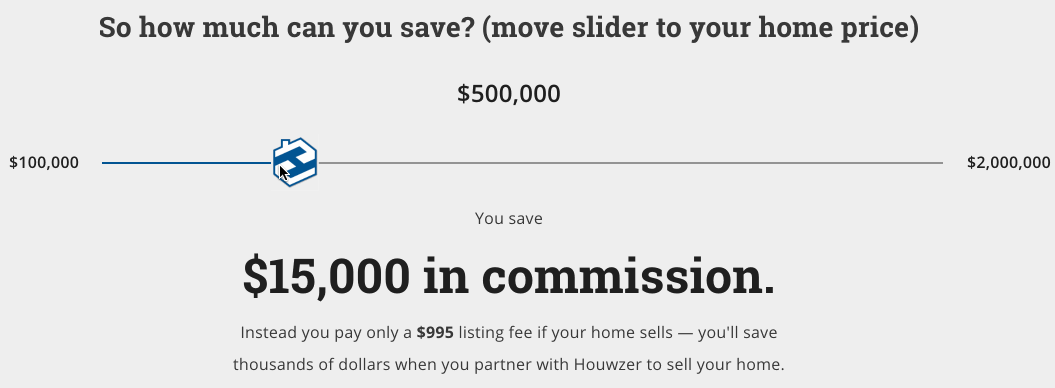 So how much can you save? (move slider to your home price)
$500,000
$100,000
$2,000,000
You save
$15,000 in commission.
Instead you pay only a $995 listing fee if your home sells — you'll save
thousands of dollars when you partner with Houwzer to sell your home.